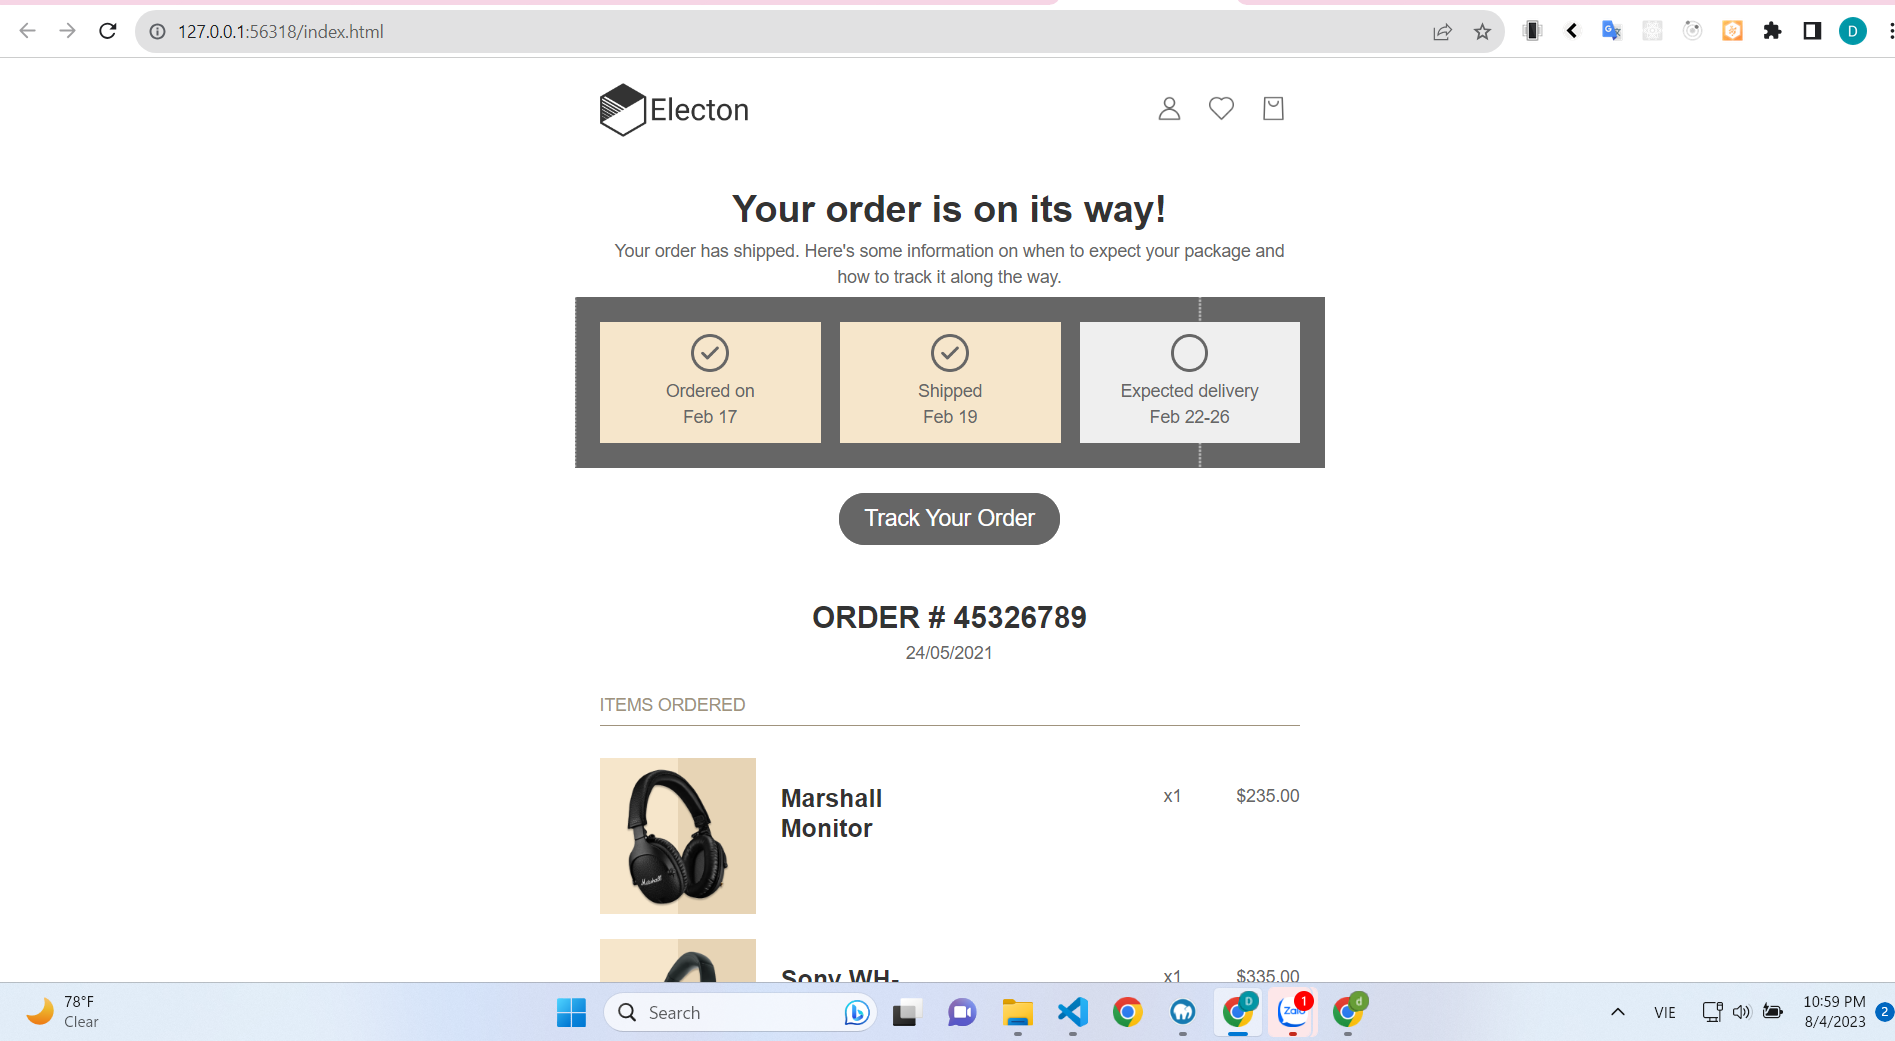 127.0.0.1:56318/index.html
D
Electon
Your order is on its way!
Your order has shipped. Here's some information on when to expect your package and
how to track it along the way.
Ordered on
Feb 17
Shipped
Feb 19
Expected delivery
Feb 22-26
Track Your Order
ORDER # 45326789
24/05/2021
ITEMS ORDERED
Marshall
Marshall
Monitor
x1
$235.00
Sony WH-
x1
$335.00
78°F
Clear
Search
D
Zalo
1
d
VIE
10:59 PM
8/4/2023
2